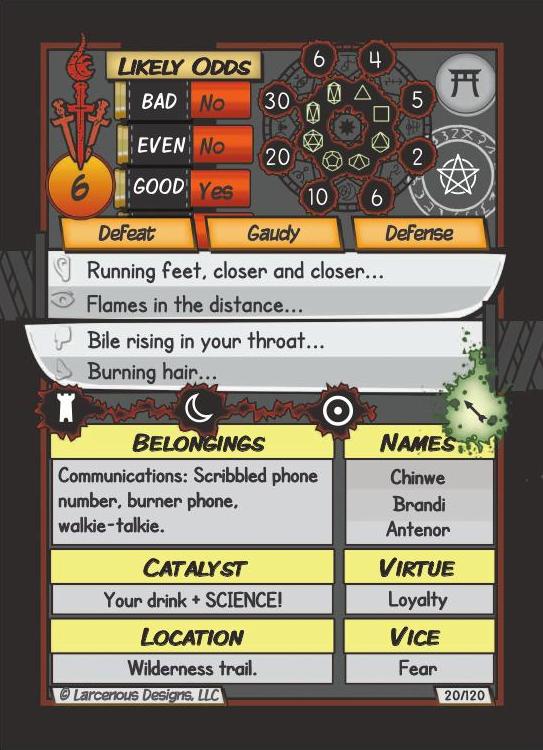 LIKELY ODDS
BAD No
EVEN No
GOOD Yes
6
6 4
30 5
20 2
10 6
Defeat Gaudy Defense
Running feet, closer and closer...
Flames in the distance...
Bile rising in your throat...
Burning hair...
BELONGINGS
Communications: Scribbled phone
number, burner phone,
walkie-talkie.
NAMES
Chinwe
Brandi
Antenor
CATALYST
Your drink + SCIENCE!
VIRTUE
Loyalty
LOCATION
Wilderness trail.
VICE
Fear
© Larcenous Designs, LLC
20/120